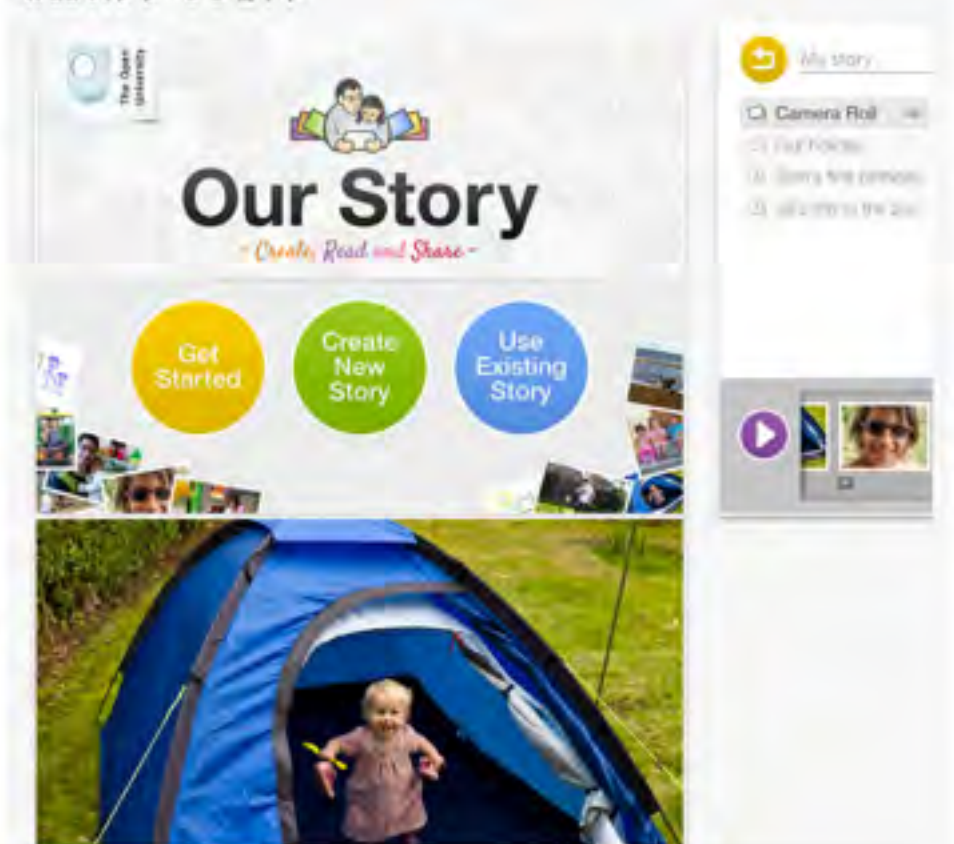 The Open
University
Our Story
~ Create, Read and Share ~
Get
Started
Create
New
Story
Use
Existing
Story
My story
Camera Roll